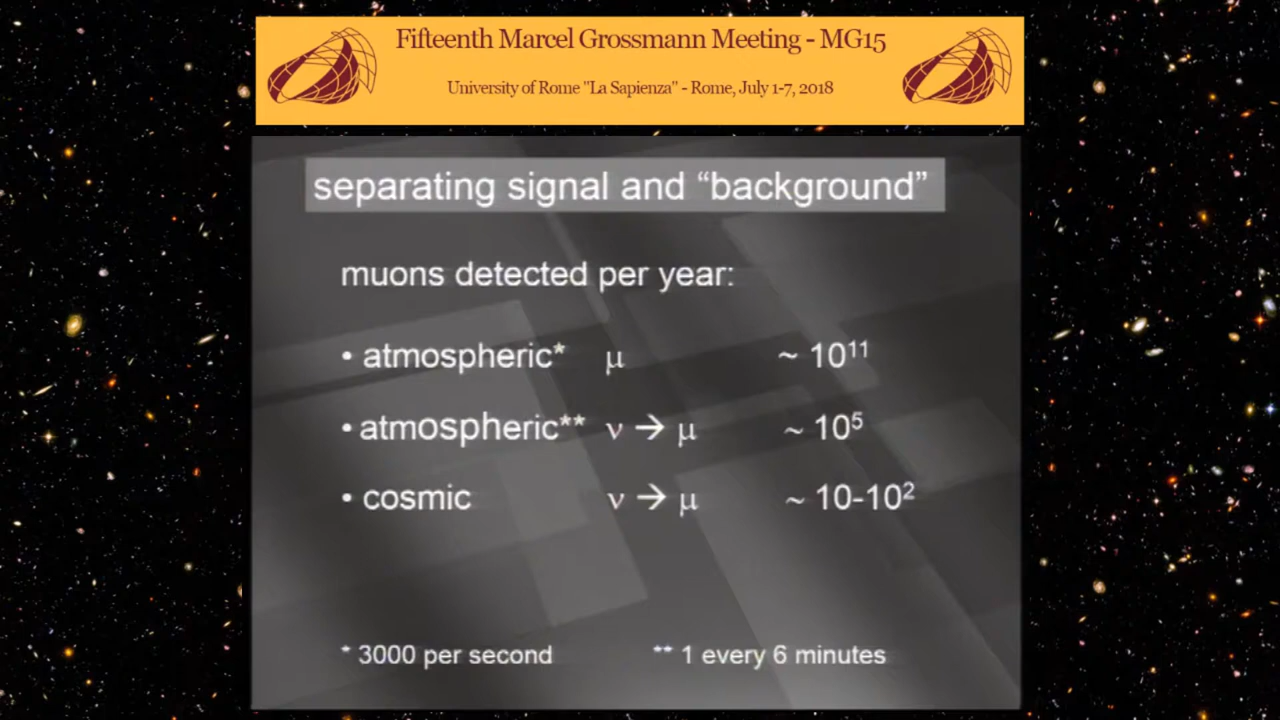 Fifteenth Marcel Grossmann Meeting - MG15
University of Rome "La Sapienza" - Rome, July 1-7, 2018
separating signal and “background”
muons detected per year:
• atmospheric* μ ~ 10¹¹
• atmospheric** ν → μ ~ 10⁵
• cosmic ν → μ ~ 10-10²
* 3000 per second ** 1 every 6 minutes